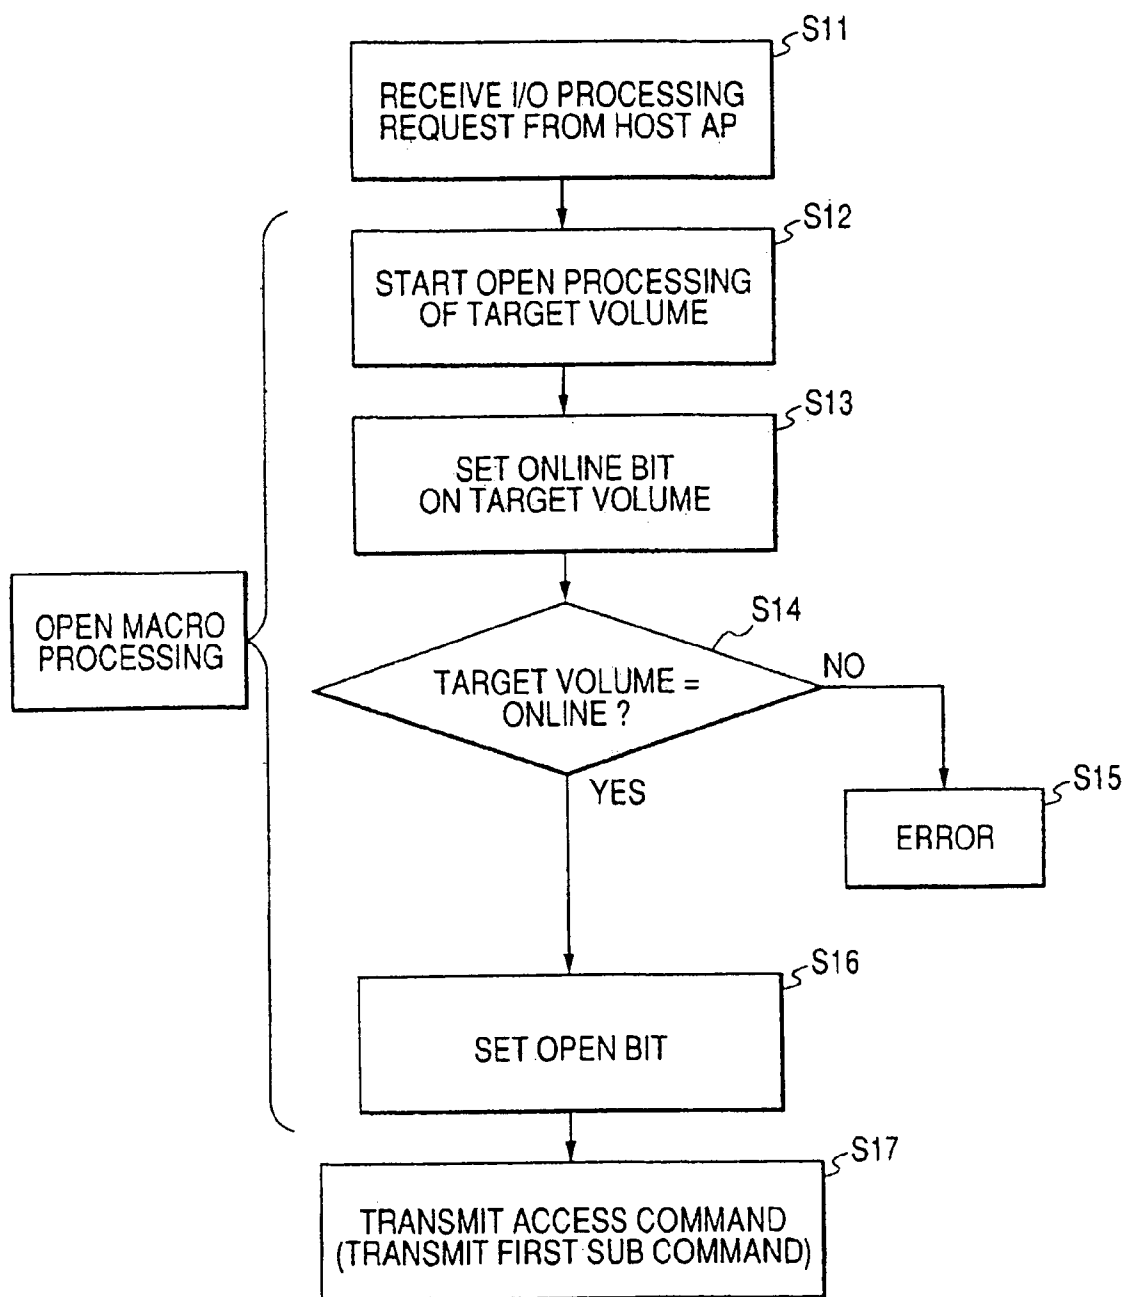 S11
RECEIVE I/O PROCESSING
REQUEST FROM HOST AP
S12
START OPEN PROCESSING
OF TARGET VOLUME
S13
SET ONLINE BIT
ON TARGET VOLUME
OPEN MACRO
PROCESSING
S14
TARGET VOLUME =
ONLINE ?
NO
YES
S15
ERROR
S16
SET OPEN BIT
S17
TRANSMIT ACCESS COMMAND
(TRANSMIT FIRST SUB COMMAND)